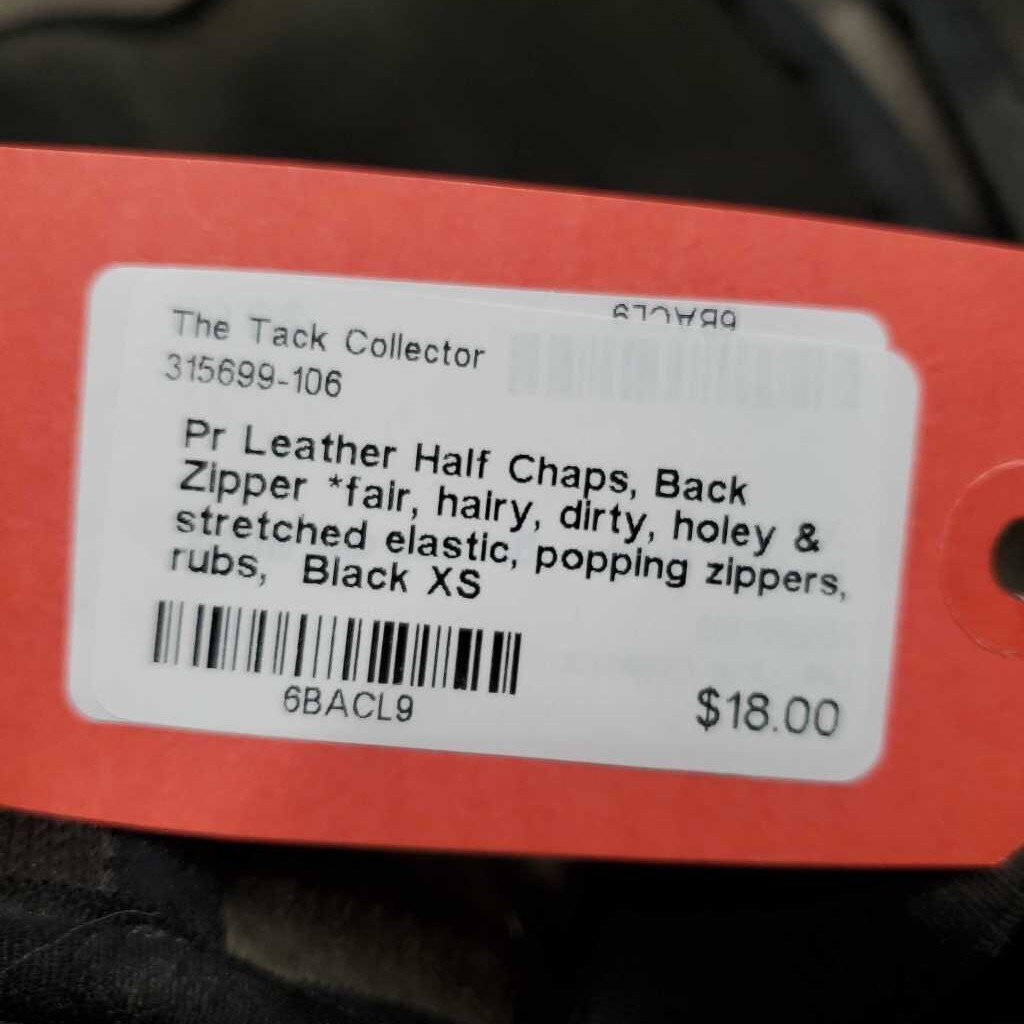 6BACL9
The Tack Collector
315699-106
Pr Leather Half Chaps, Back
Zipper *fair, hairy, dirty, holey &
stretched elastic, popping zippers,
rubs, Black XS
6BACL9
$18.00